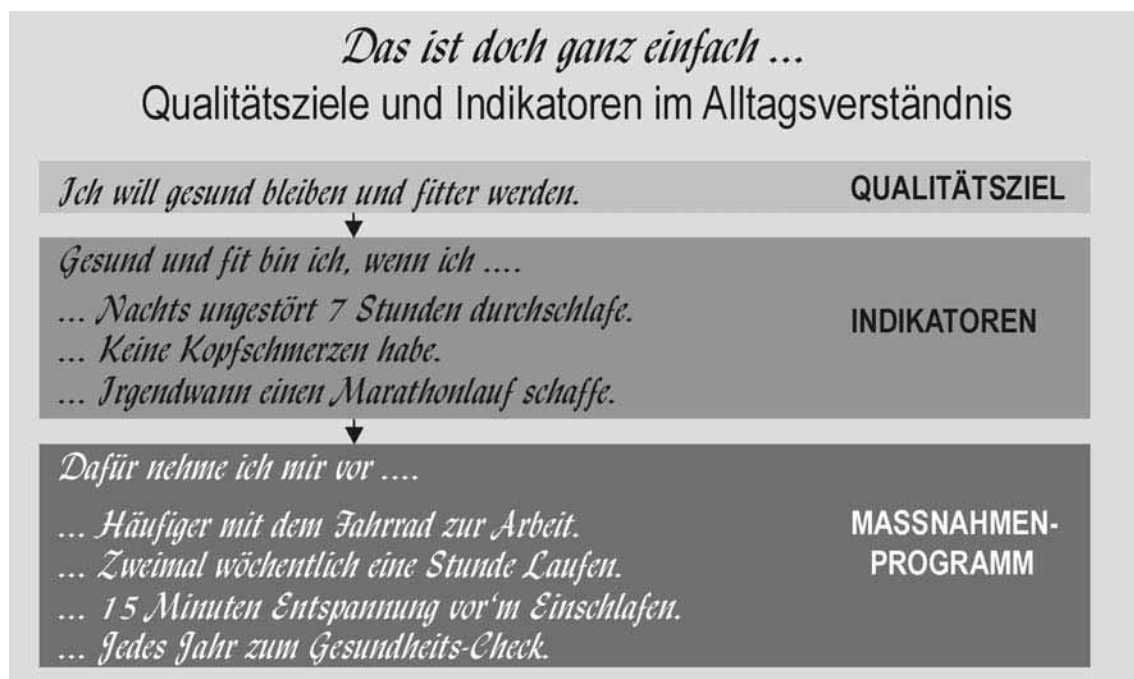 Das ist doch ganz einfach ...
Qualitätsziele und Indikatoren im Alltagsverständnis
Ich will gesund bleiben und fitter werden.
QUALITÄTSZIEL
Gesund und fit bin ich, wenn ich ....
... Nachts ungestört 7 Stunden durchschlafe.
... Keine Kopfschmerzen habe.
... Irgendwann einen Marathonlauf schaffe.
INDIKATOREN
Dafür nehme ich mir vor ....
... Häufiger mit dem Fahrrad zur Arbeit.
... Zweimal wöchentlich eine Stunde Laufen.
... 15 Minuten Entspannung vor‘m Einschlafen.
... Jedes Jahr zum Gesundheits-Check.
MASSNAHMEN-
PROGRAMM